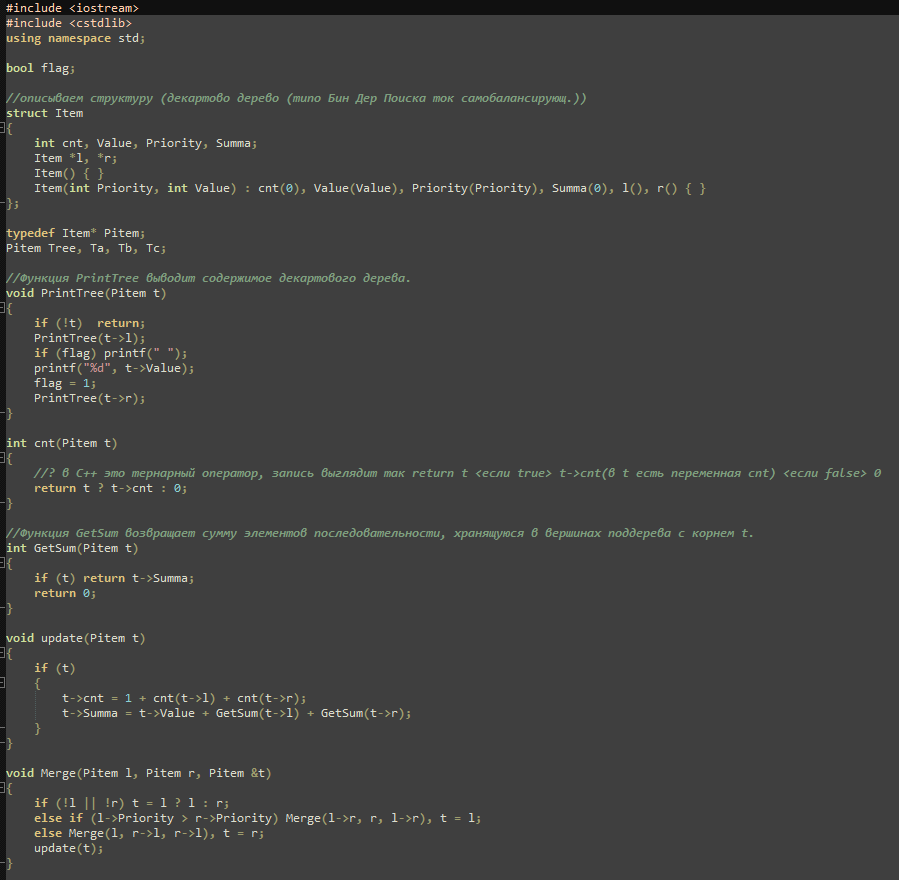 #include <iostream>
#include <cstdlib>
using namespace std;
bool flag;
//описываем структуру (декартово дерево (типо Бин Дер Поиска ток самобалансирующ.))
struct Item
{
    int cnt, Value, Priority, Summa;
    Item *l, *r;
    Item() { }
    Item(int Priority, int Value) : cnt(0), Value(Value), Priority(Priority), Summa(0), l(), r() { }
};
typedef Item* Pitem;
Pitem Tree, Ta, Tb, Tc;
//Функция PrintTree выводит содержимое декартового дерева.
void PrintTree(Pitem t)
{
    if (!t)  return;
    PrintTree(t->l);
    if (flag) printf(" ");
    printf("%d", t->Value);
    flag = 1;
    PrintTree(t->r);
}
int cnt(Pitem t)
{
    //? в С++ это тернарный оператор, запись выглядит так return t <если true> t->cnt(в t есть переменная cnt) <если false> 0
    return t ? t->cnt : 0;
}
//Функция GetSum возвращает сумму элементов последовательности, хранящуюся в вершинах поддерева с корнем t.
int GetSum(Pitem t)
{
    if (t) return t->Summa;
    return 0;
}
void update(Pitem t)
{
    if (t)
    {
        t->cnt = 1 + cnt(t->l) + cnt(t->r);
        t->Summa = t->Value + GetSum(t->l) + GetSum(t->r);
    }
}
void Merge(Pitem l, Pitem r, Pitem &t)
{
    if (!l || !r) t = l ? l : r;
    else if (l->Priority > r->Priority) Merge(l->r, r, l->r), t = l;
    else Merge(l, r->l, r->l), t = r;
    update(t);
}